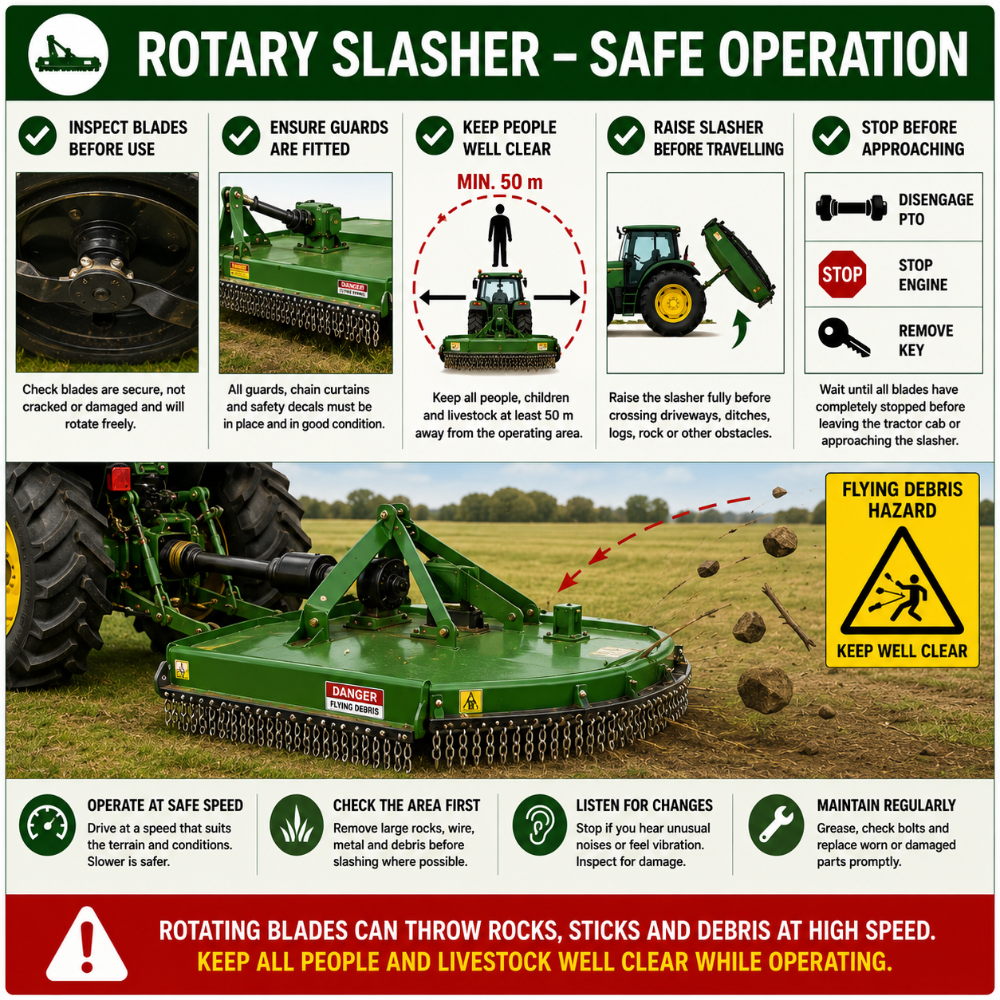 ROTARY SLASHER – SAFE OPERATION
INSPECT BLADES
BEFORE USE
Check blades are secure, not
cracked or damaged and will
rotate freely.
ENSURE GUARDS
ARE FITTED
DANGER
All guards, chain curtains
and safety decals must be
in place and in good condition.
KEEP PEOPLE
WELL CLEAR
MIN. 50 m
Keep all people, children
and livestock at least 50 m
away from the operating area.
RAISE SLASHER
BEFORE TRAVELLING
Raise the slasher fully before
crossing driveways, ditches,
logs, rock or other obstacles.
STOP BEFORE
APPROACHING
DISENGAGE
PTO
STOP
STOP
ENGINE
REMOVE
KEY
Wait until all blades have
completely stopped before
leaving the tractor cab or
approaching the slasher.
FLYING DEBRIS
HAZARD
KEEP WELL CLEAR
DANGER
FLYING DEBRIS
OPERATE AT SAFE SPEED
Drive at a speed that suits
the terrain and conditions.
Slower is safer.
CHECK THE AREA FIRST
Remove large rocks, wire,
metal and debris before
slashing where possible.
LISTEN FOR CHANGES
Stop if you hear unusual
noises or feel vibration.
Inspect for damage.
MAINTAIN REGULARLY
Grease, check bolts and
replace worn or damaged
parts promptly.
ROTATING BLADES CAN THROW ROCKS, STICKS AND DEBRIS AT HIGH SPEED.
KEEP ALL PEOPLE AND LIVESTOCK WELL CLEAR WHILE OPERATING.